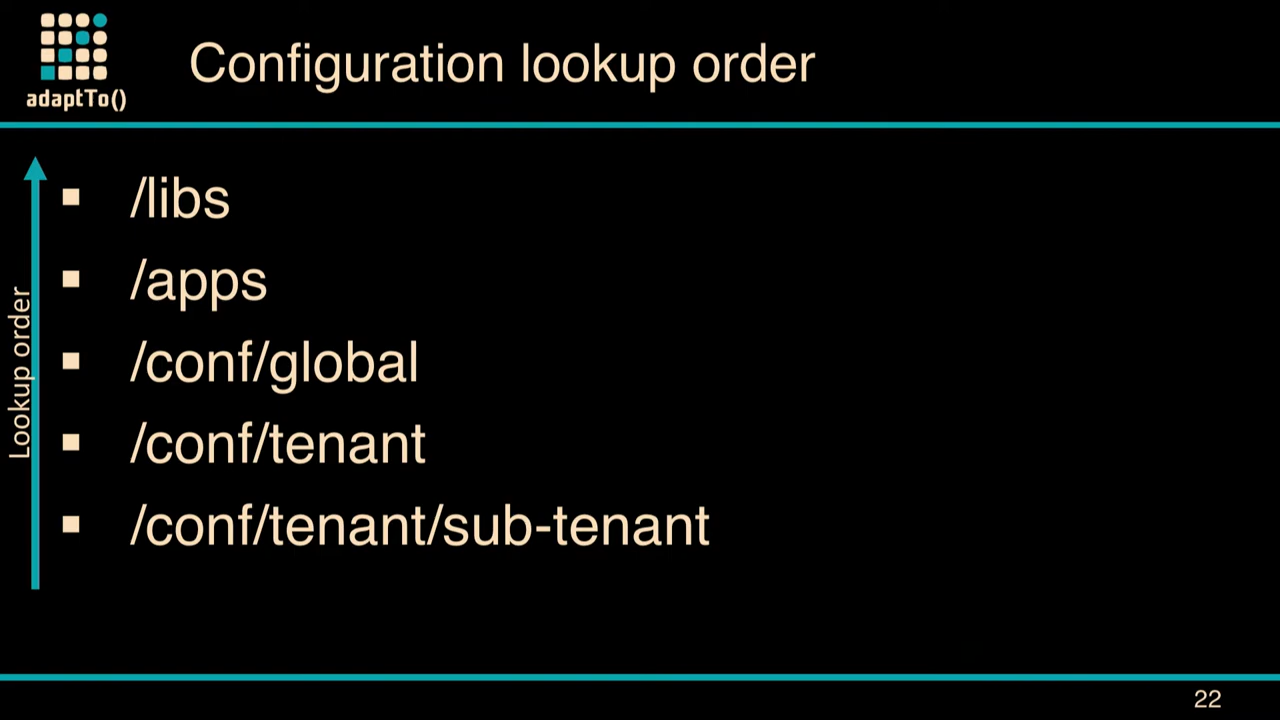 adaptTo()
Configuration lookup order
Lookup order
/libs
/apps
/conf/global
/conf/tenant
/conf/tenant/sub-tenant
22